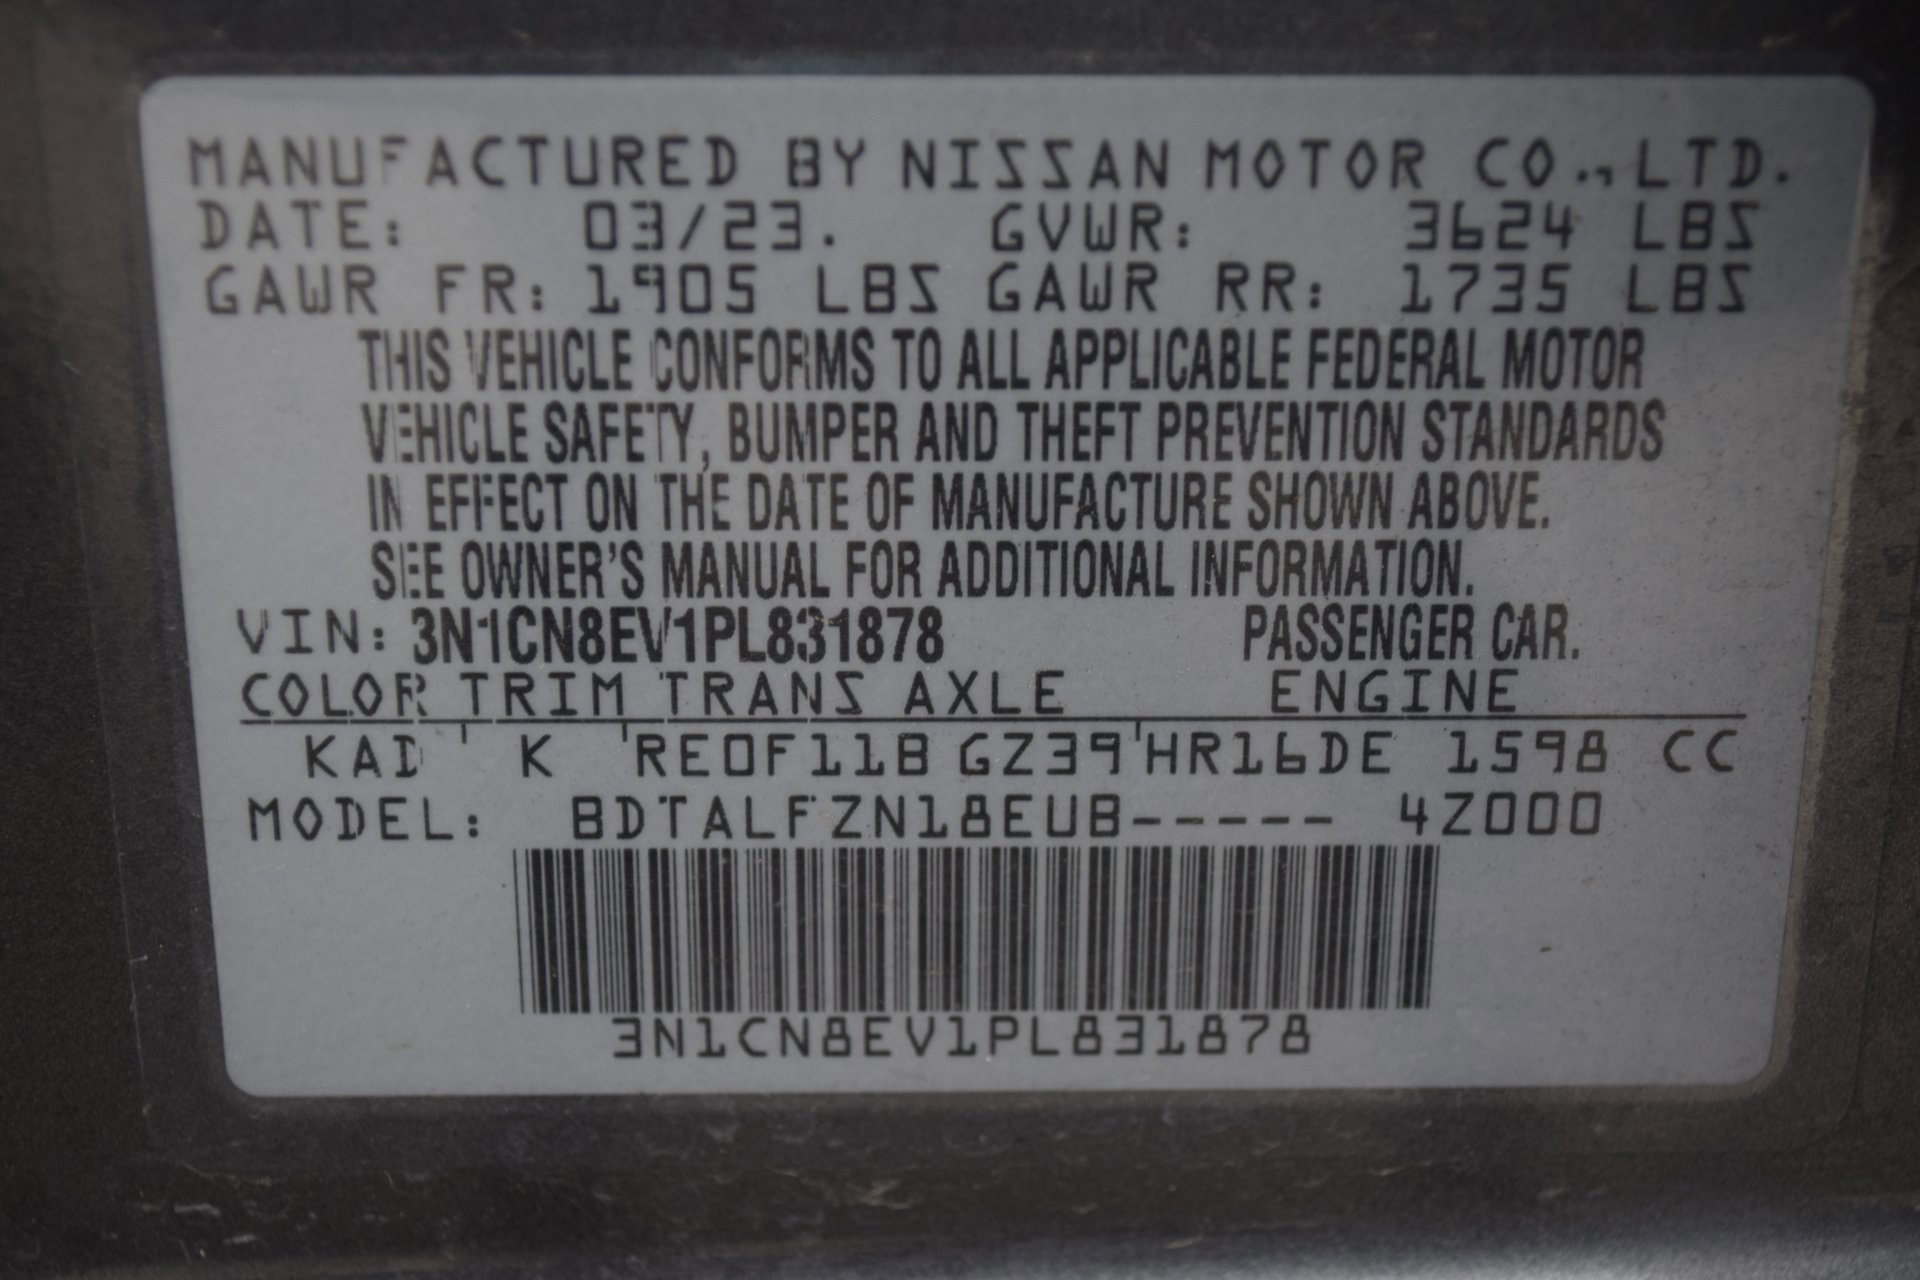 MANUFACTURED BY NISSAN MOTOR CO., LTD.
DATE: 03/23. GVWR: 3624 LBS
GAWR FR: 1905 LBS GAWR RR: 1735 LBS
THIS VEHICLE CONFORMS TO ALL APPLICABLE FEDERAL MOTOR
VEHICLE SAFETY, BUMPER AND THEFT PREVENTION STANDARDS
IN EFFECT ON THE DATE OF MANUFACTURE SHOWN ABOVE.
SEE OWNER'S MANUAL FOR ADDITIONAL INFORMATION.
VIN: 3N1CN8EV1PL831878 PASSENGER CAR.
COLOR TRIM TRANS AXLE ENGINE
KAD K RE0F11B GZ39 HR16DE 1598 CC
MODEL: BDTALFZN18EUB----- 4Z000
3N1CN8EV1PL831878